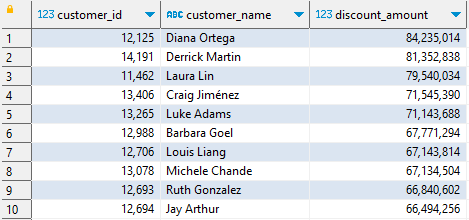 123 customer_id ABC customer_name 123 discount_amount
1 12,125 Diana Ortega 84,235,014
2 14,191 Derrick Martin 81,352,838
3 11,462 Laura Lin 79,540,034
4 13,406 Craig Jiménez 71,545,390
5 13,265 Luke Adams 71,143,688
6 12,988 Barbara Goel 67,771,294
7 12,706 Louis Liang 67,143,814
8 13,078 Michele Chande 67,134,504
9 12,693 Ruth Gonzalez 66,840,602
10 12,694 Jay Arthur 66,494,256